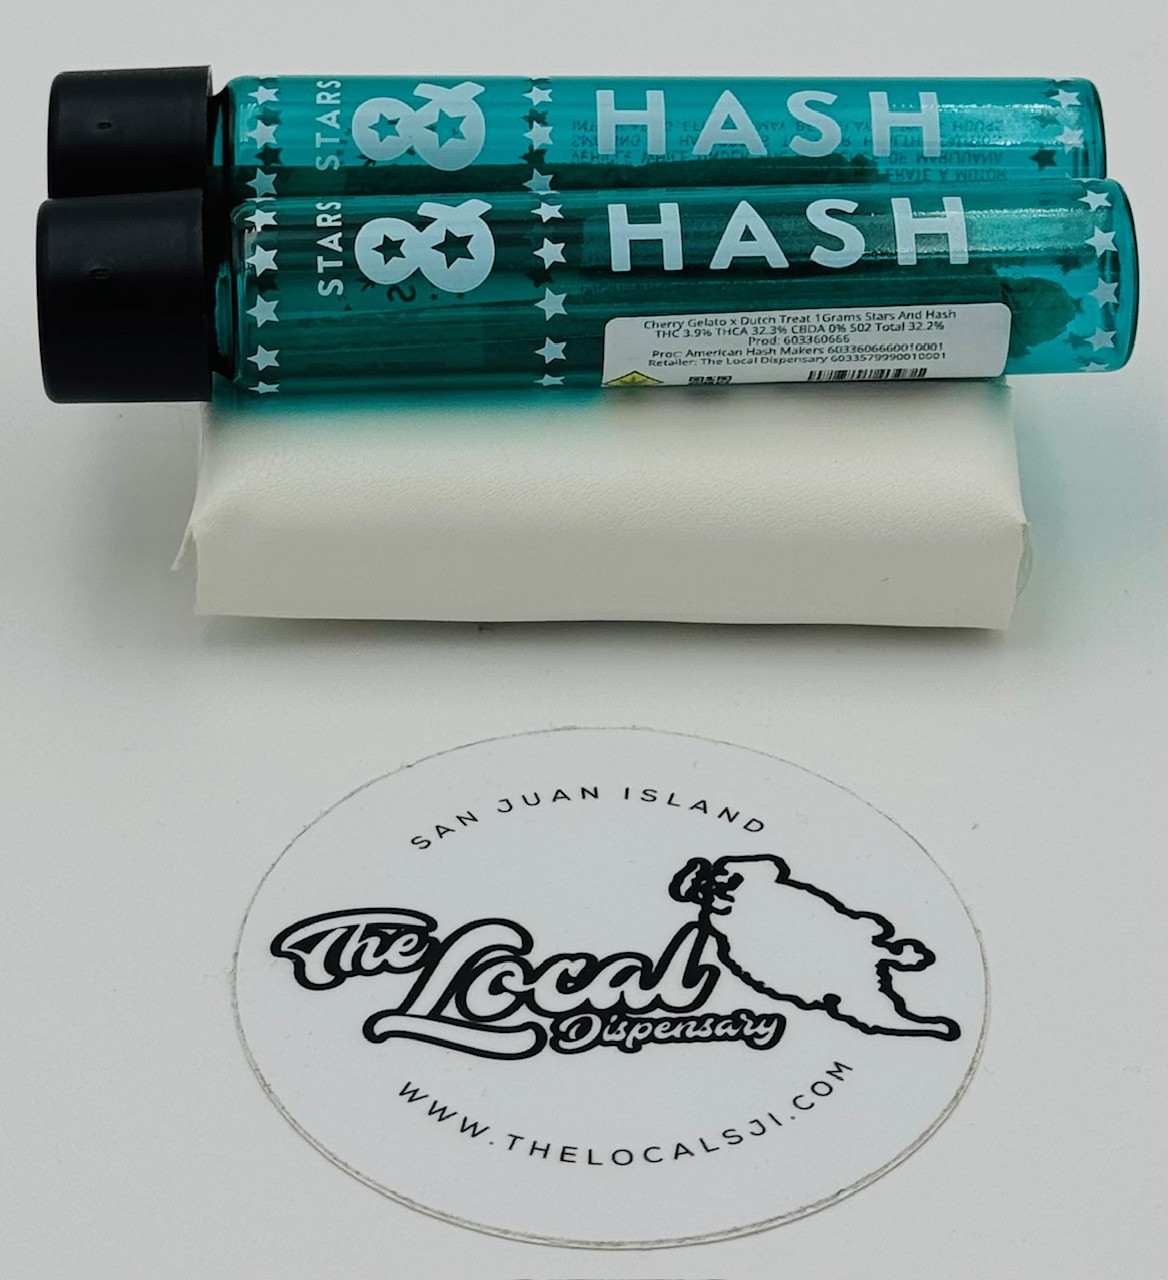 STARS & HASH
STARS & HASH
Cherry Gelato x Dutch Treat 1Grams Stars And Hash
THC 3.9% THCA 32.3% CBDA 0% 502 Total 32.2%
Prod: 603360666
Proc: American Hash Makers 6033606660010001
Retailer: The Local Dispensary 6033579990010001
SAN JUAN ISLAND
The Local
Dispensary
WWW.THELOCALSJI.COM